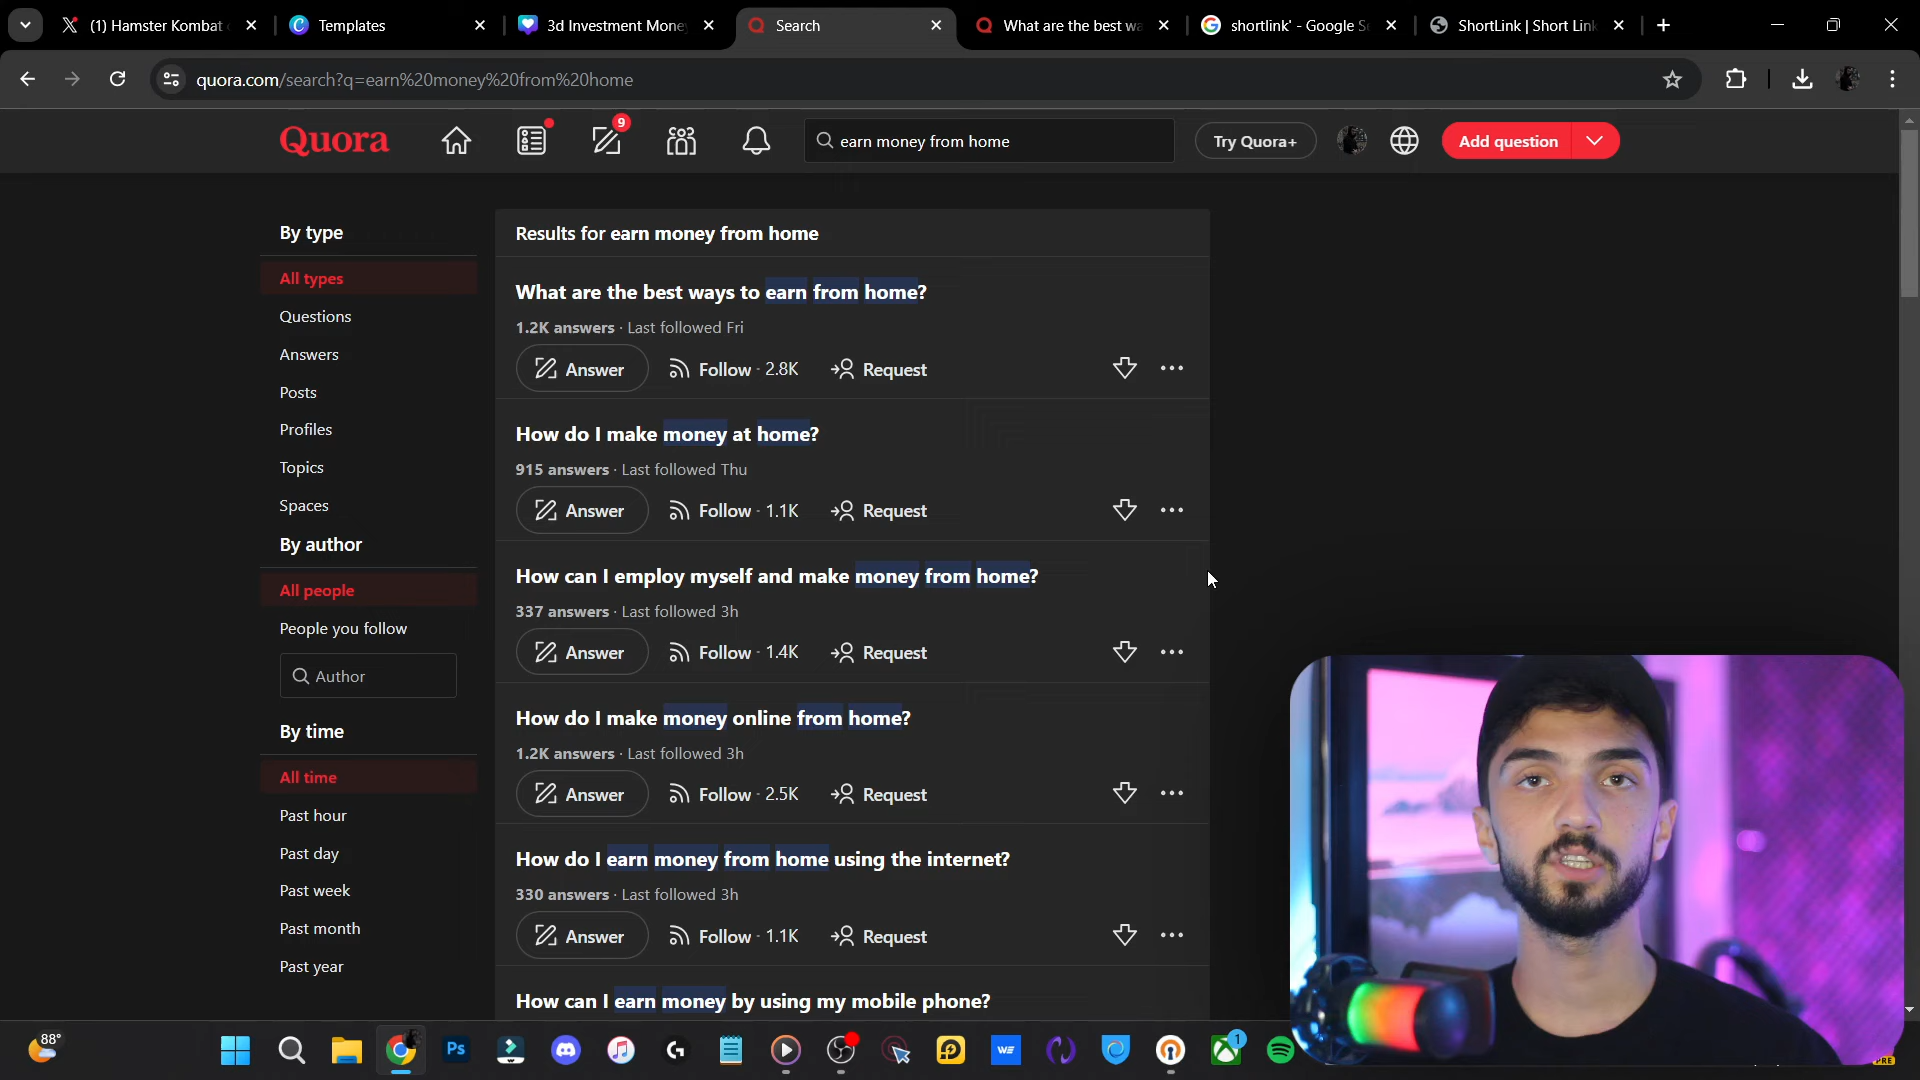 (1) Hamster Kombat
Templates
3d Investment Money
Search
What are the best wa
shortlink' - Google S
ShortLink | Short Link
quora.com/search?q=earn%20money%20from%20home
Quora
9
earn money from home
Try Quora+
Add question
By type
All types
Questions
Answers
Posts
Profiles
Topics
Spaces
By author
All people
People you follow
Author
By time
All time
Past hour
Past day
Past week
Past month
Past year
Results for earn money from home
What are the best ways to earn from home?
1.2K answers · Last followed Fri
Answer Follow · 2.8K Request
How do I make money at home?
915 answers · Last followed Thu
Answer Follow · 1.1K Request
How can I employ myself and make money from home?
337 answers · Last followed 3h
Answer Follow · 1.4K Request
How do I make money online from home?
1.2K answers · Last followed 3h
Answer Follow · 2.5K Request
How do I earn money from home using the internet?
330 answers · Last followed 3h
Answer Follow · 1.1K Request
How can I earn money by using my mobile phone?
88°
Ps
WE
1
PRE